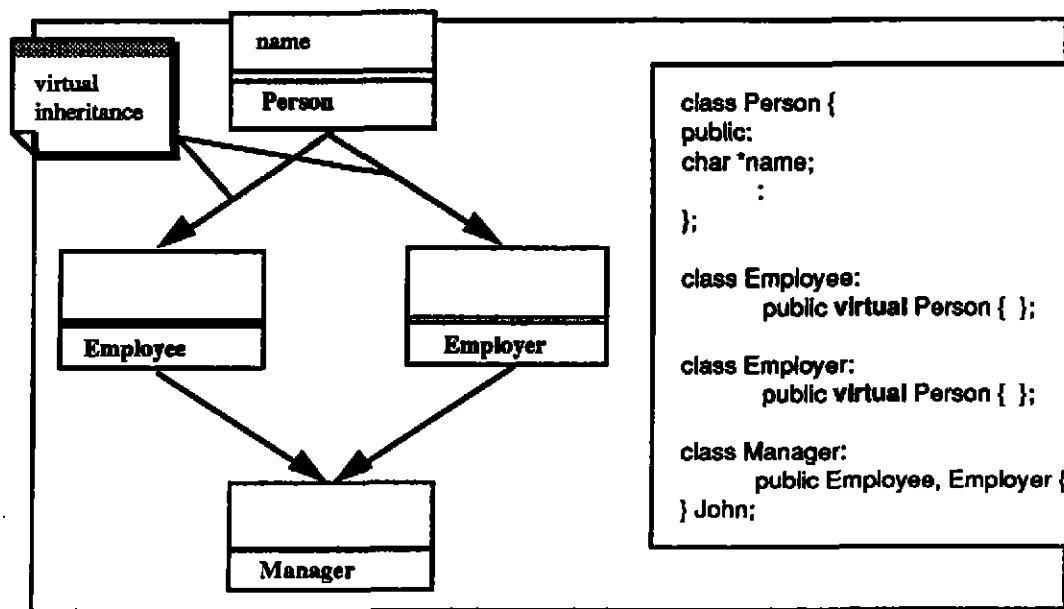 name
virtual
inheritance
Person
Employee
Employer
Manager
class Person {
public:
char *name;
:
};
class Employee:
public virtual Person { };
class Employer:
public virtual Person { };
class Manager:
public Employee, Employer {
} John;